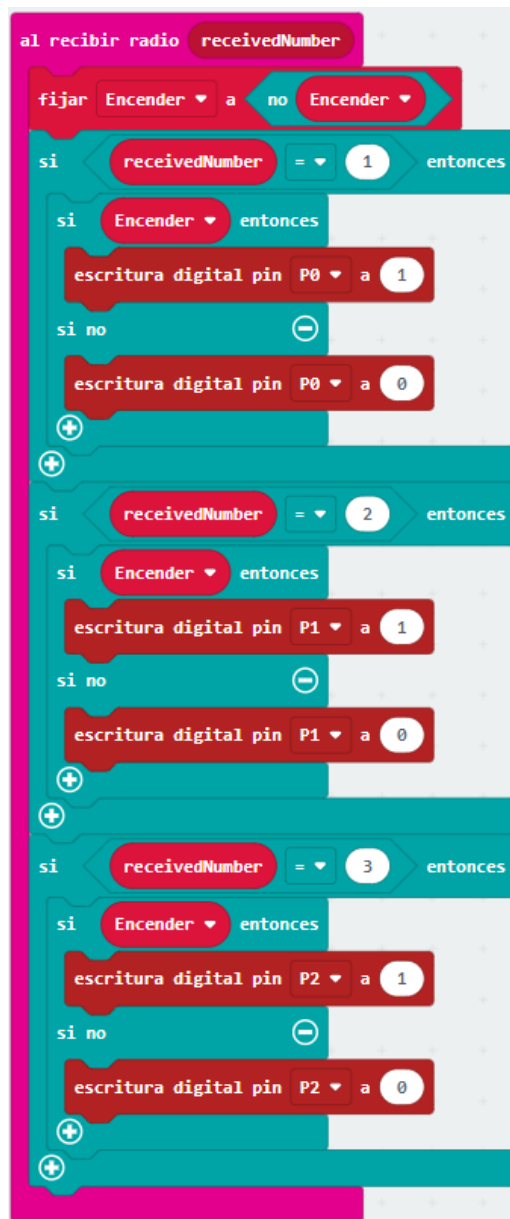 al recibir radio receivedNumber
fijar Encender a no Encender
si receivedNumber = 1 entonces
si Encender entonces
escritura digital pin P0 a 1
si no
escritura digital pin P0 a 0
si receivedNumber = 2 entonces
si Encender entonces
escritura digital pin P1 a 1
si no
escritura digital pin P1 a 0
si receivedNumber = 3 entonces
si Encender entonces
escritura digital pin P2 a 1
si no
escritura digital pin P2 a 0